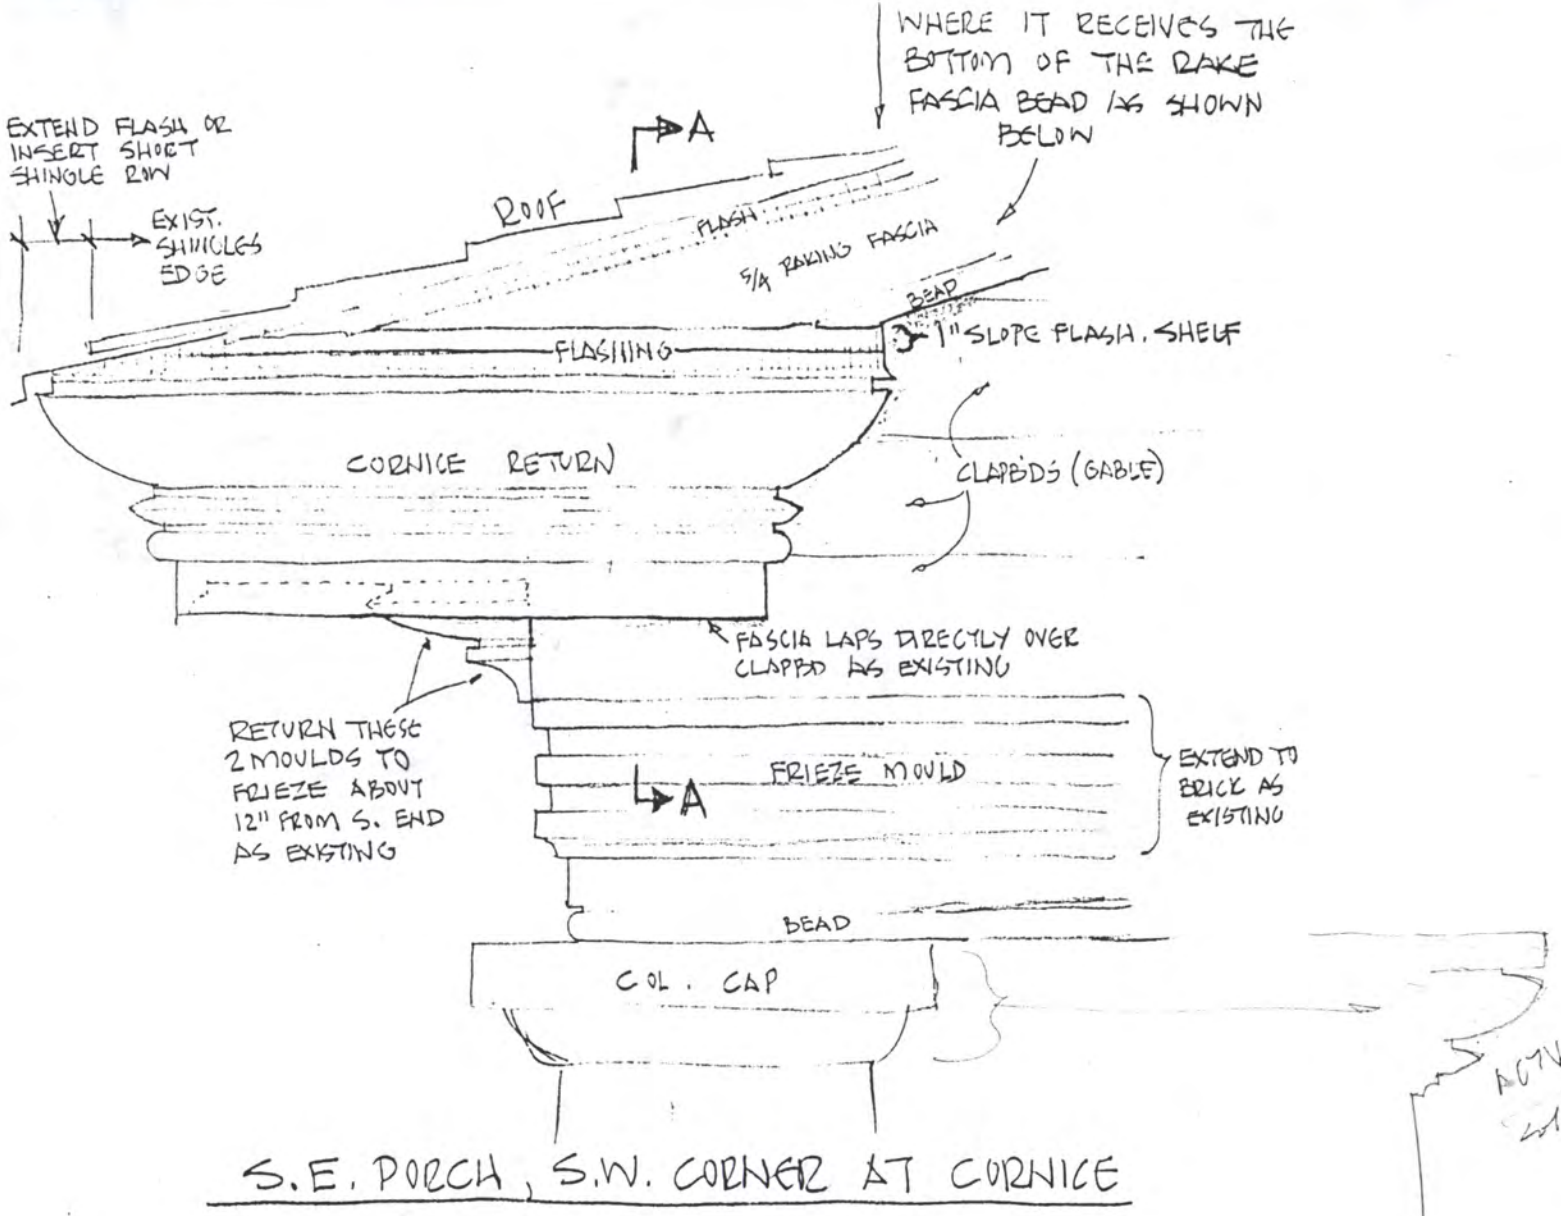 WHERE IT RECEIVES THE
BOTTOM OF THE RAKE
FASCIA BEAD AS SHOWN
BELOW
EXTEND FLASH OR
INSERT SHORT
SHINGLE ROW
A
EXIST.
SHINGLES
EDGE
ROOF
FLASH
5/4 RAKING FASCIA
BEAD
1" SLOPE FLASH. SHELF
FLASHING
CORNICE RETURN
CLAPBDS (GABLE)
FASCIA LAPS DIRECTLY OVER
CLAPBD AS EXISTING
RETURN THESE
2 MOULDS TO
FRIEZE ABOUT
12" FROM S. END
AS EXISTING
FRIEZE MOULD
A
EXTEND TO
BRICK AS
EXISTING
BEAD
COL. CAP
S.E. PORCH, S.W. CORNER AT CORNICE